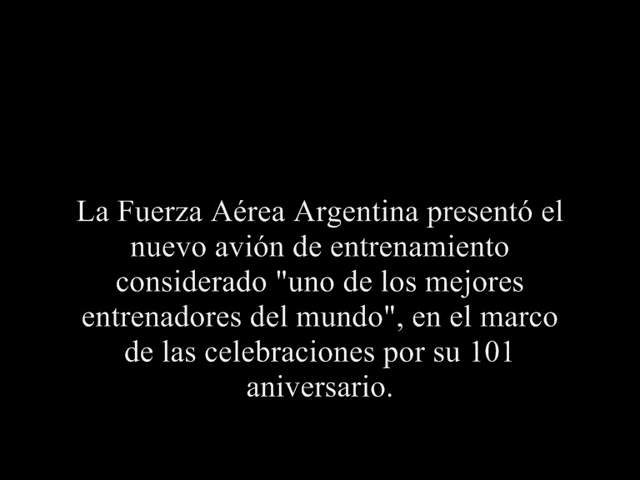 La Fuerza Aérea Argentina presentó el
nuevo avión de entrenamiento
considerado "uno de los mejores
entrenadores del mundo", en el marco
de las celebraciones por su 101
aniversario.